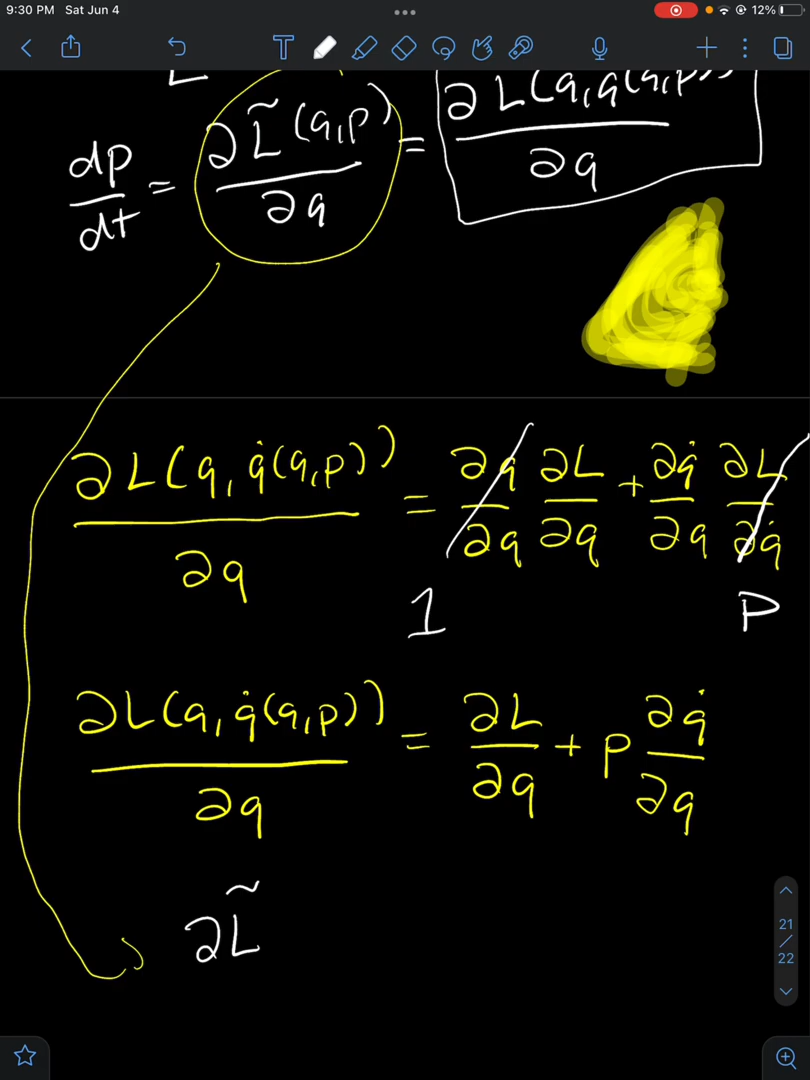 9:30 PM Sat Jun 4 12%
dp/dt = ∂L̃(q,p)/∂q = ∂L(q,q̇(q,p))/∂q
∂L(q, q̇(q,p))/∂q = ∂q/∂q ∂L/∂q + ∂q̇/∂q ∂L/∂q̇
1 P
∂L(q, q̇(q,p))/∂q = ∂L/∂q + p ∂q̇/∂q
∂L̃
21
/
22